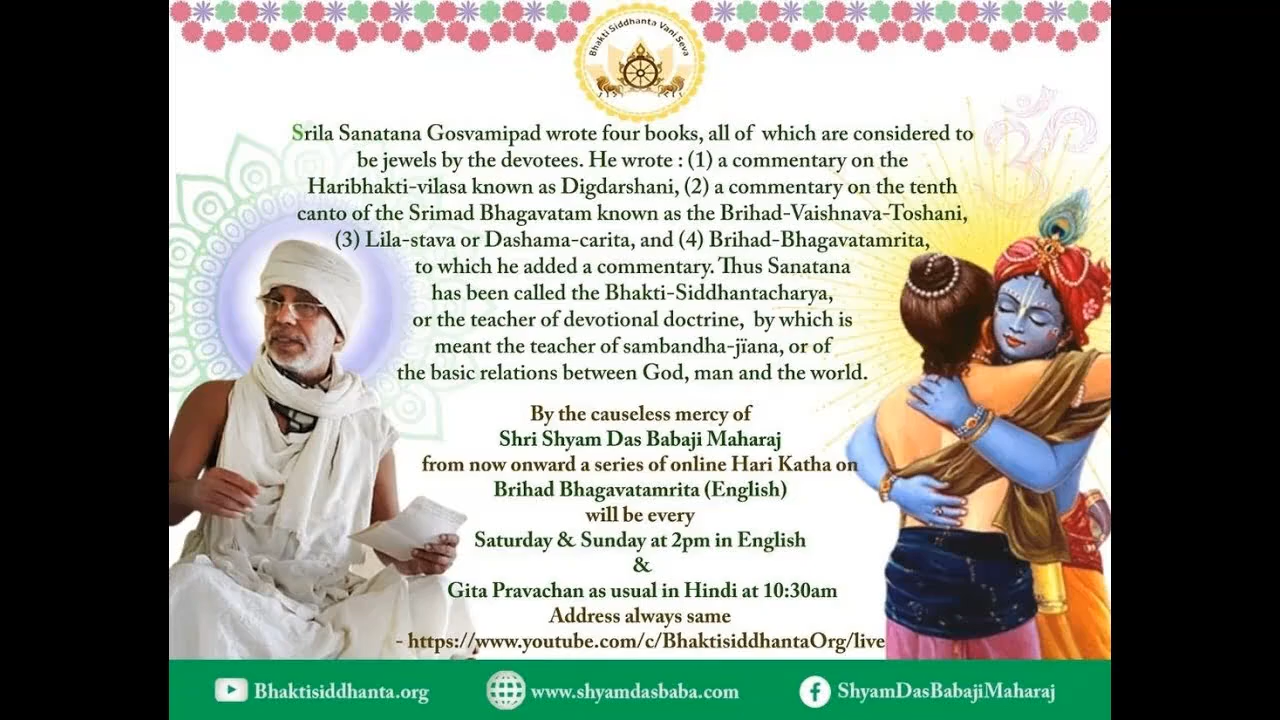 Bhakti Siddhanta Vani Seva
Srila Sanatana Gosvamipad wrote four books, all of which are considered to
be jewels by the devotees. He wrote : (1) a commentary on the
Haribhakti-vilasa known as Digdarshani, (2) a commentary on the tenth
canto of the Srimad Bhagavatam known as the Brihad-Vaishnava-Toshani,
(3) Lila-stava or Dashama-carita, and (4) Brihad-Bhagavatamrita,
to which he added a commentary. Thus Sanatana
has been called the Bhakti-Siddhantacharya,
or the teacher of devotional doctrine, by which is
meant the teacher of sambandha-jïana, or of
the basic relations between God, man and the world.
By the causeless mercy of
Shri Shyam Das Babaji Maharaj
from now onward a series of online Hari Katha on
Brihad Bhagavatamrita (English)
will be every
Saturday & Sunday at 2pm in English
&
Gita Pravachan as usual in Hindi at 10:30am
Address always same
- https://www.youtube.com/c/BhaktisiddhantaOrg/live
Bhaktisiddhanta.org
www.shyamdasbaba.com
ShyamDasBabajiMaharaj